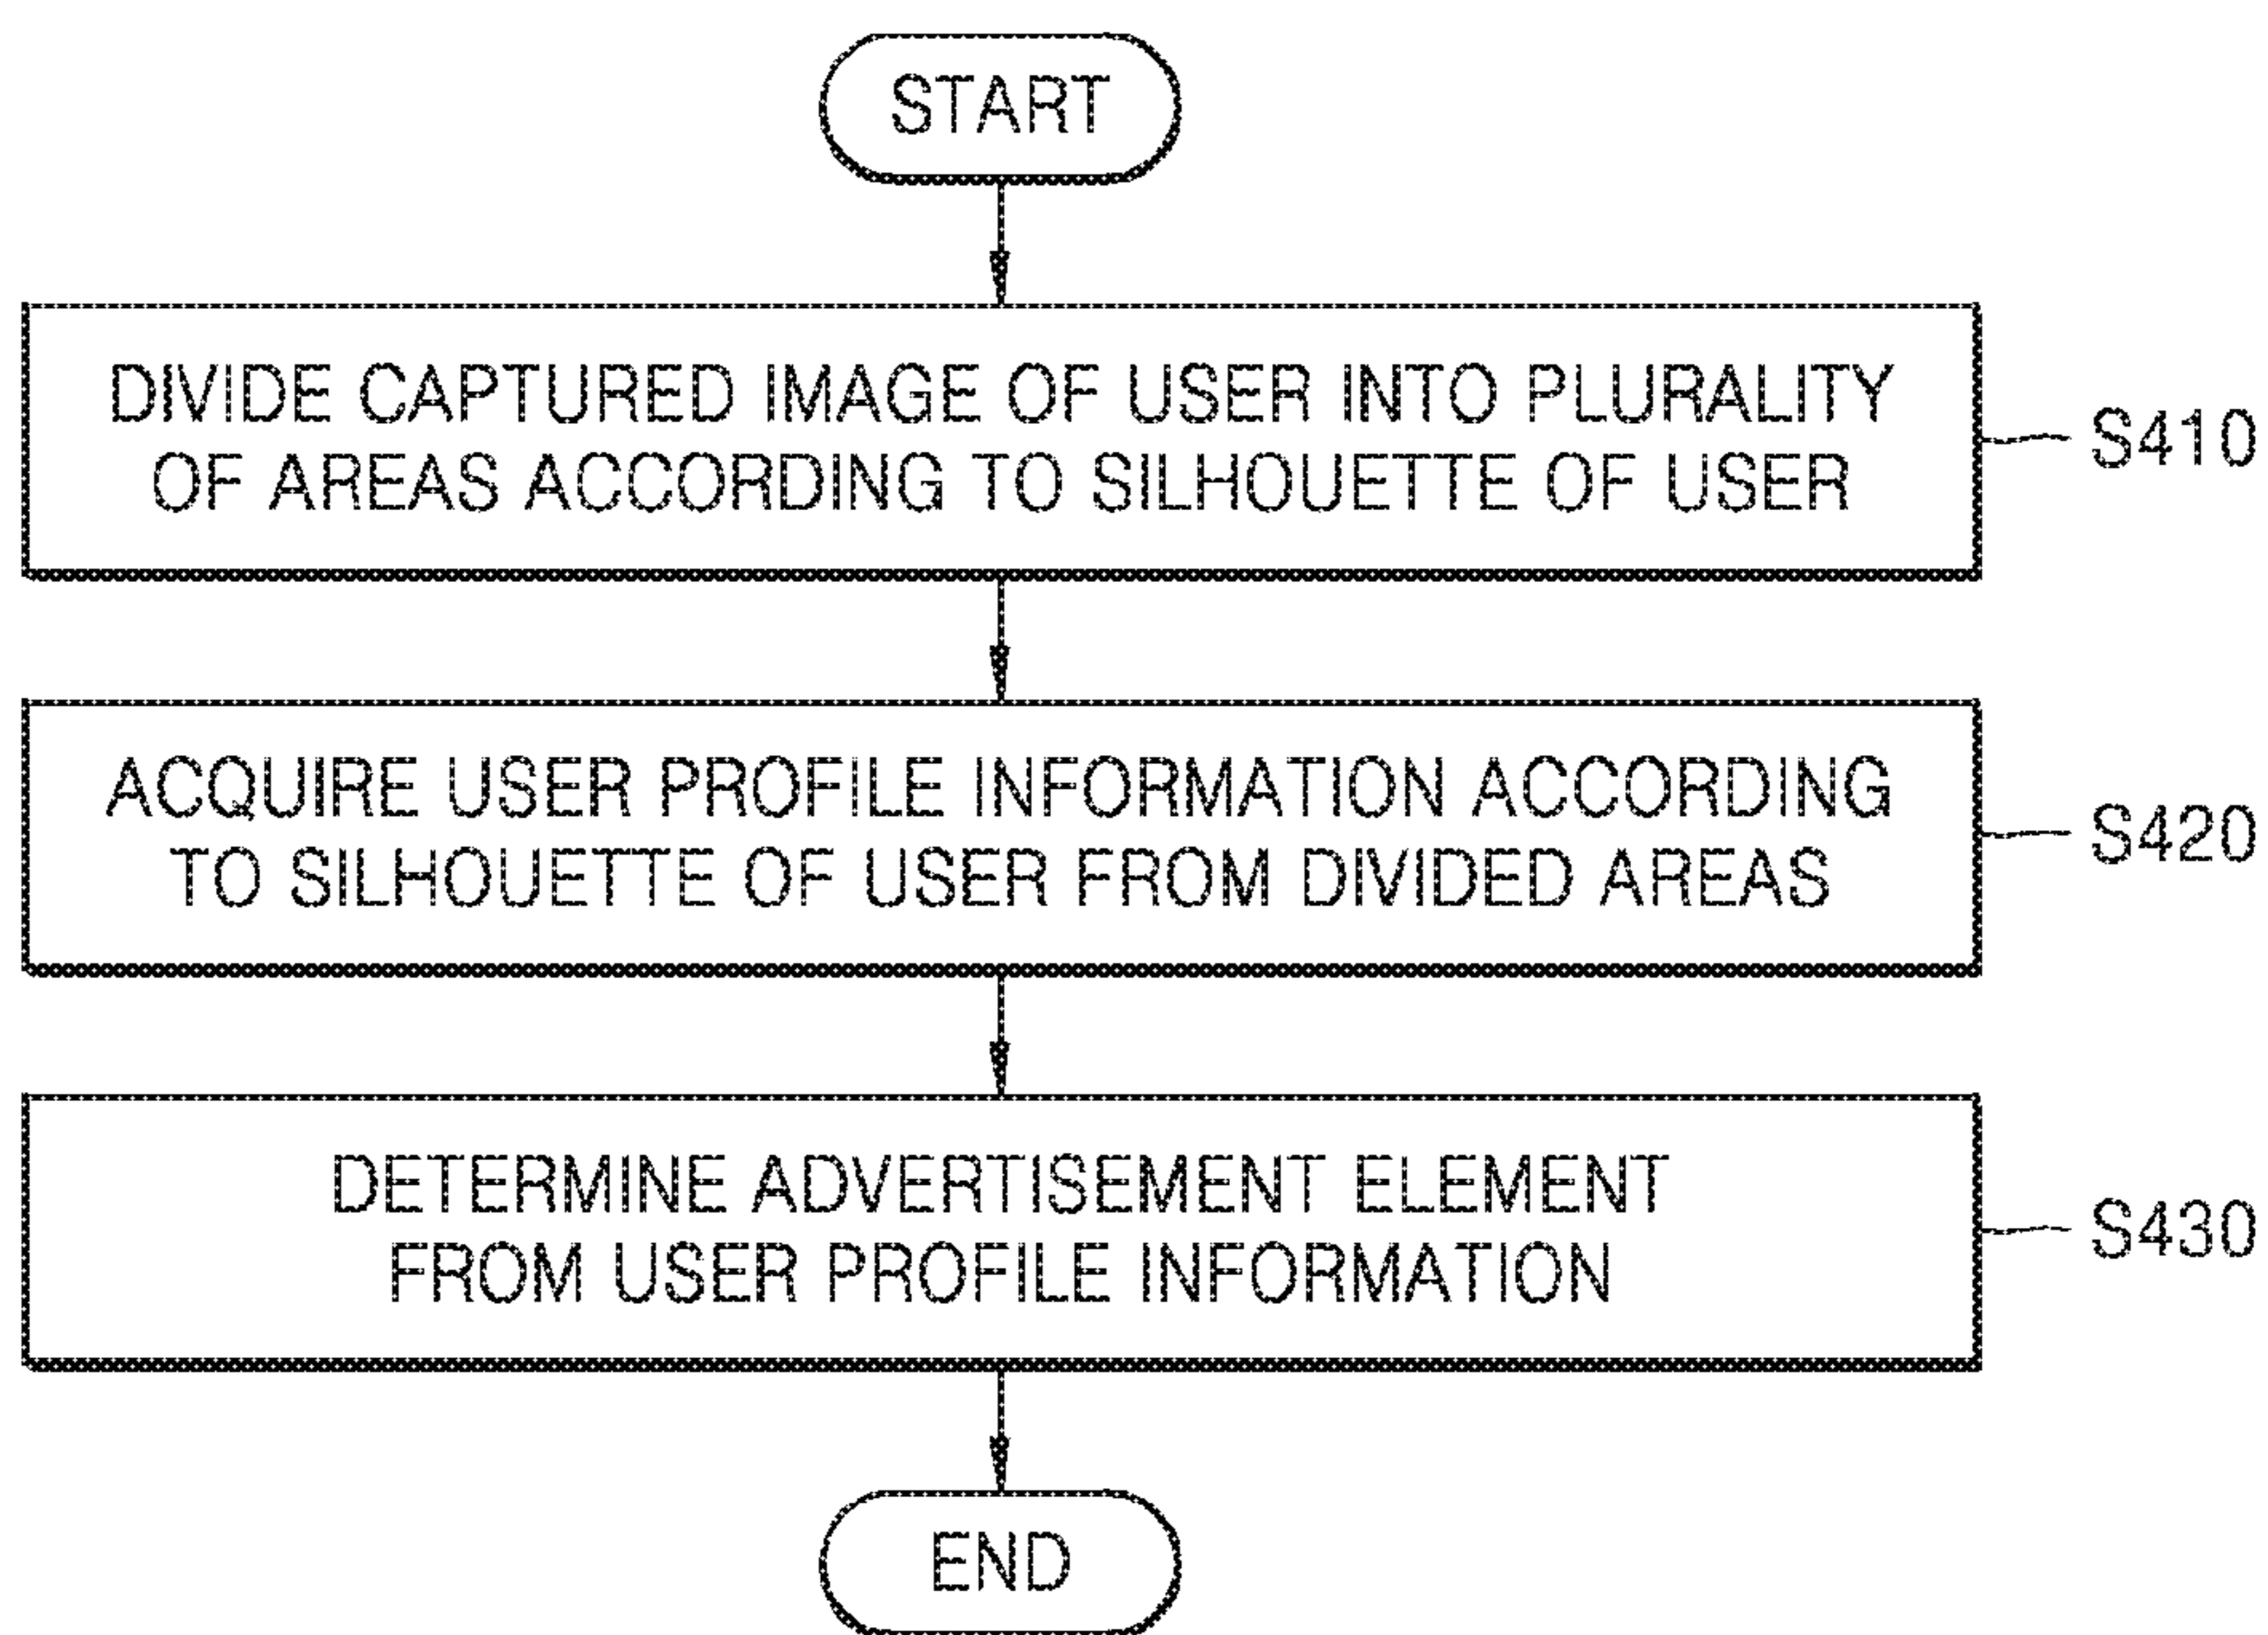 START
DIVIDE CAPTURED IMAGE OF USER INTO PLURALITY
OF AREAS ACCORDING TO SILHOUETTE OF USER
S410
ACQUIRE USER PROFILE INFORMATION ACCORDING
TO SILHOUETTE OF USER FROM DIVIDED AREAS
S420
DETERMINE ADVERTISEMENT ELEMENT
FROM USER PROFILE INFORMATION
S430
END